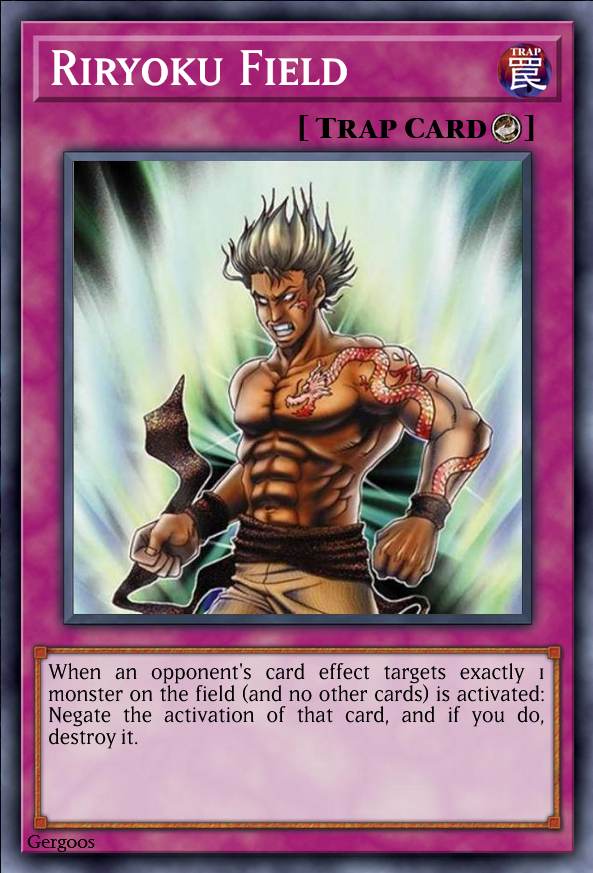 Riryoku Field
TRAP
罠
[ Trap Card ]
When an opponent's card effect targets exactly 1
monster on the field (and no other cards) is activated:
Negate the activation of that card, and if you do,
destroy it.
Gergoos